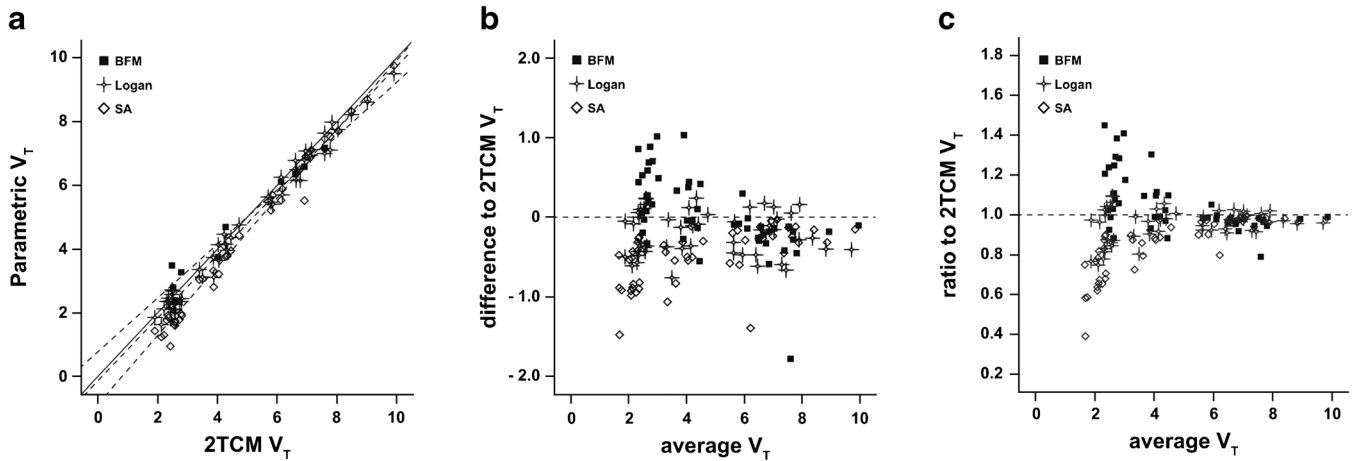 a
Parametric V_T
10
8
6
4
2
0
BFM
Logan
SA
0 2 4 6 8 10
2TCM V_T
b
difference to 2TCM V_T
2.0
1.0
0
- 1.0
- 2.0
BFM
Logan
SA
0 2 4 6 8 10
average V_T
c
ratio to 2TCM V_T
1.8
1.6
1.4
1.2
1.0
0.8
0.6
0.4
0.2
BFM
Logan
SA
0 2 4 6 8 10
average V_T